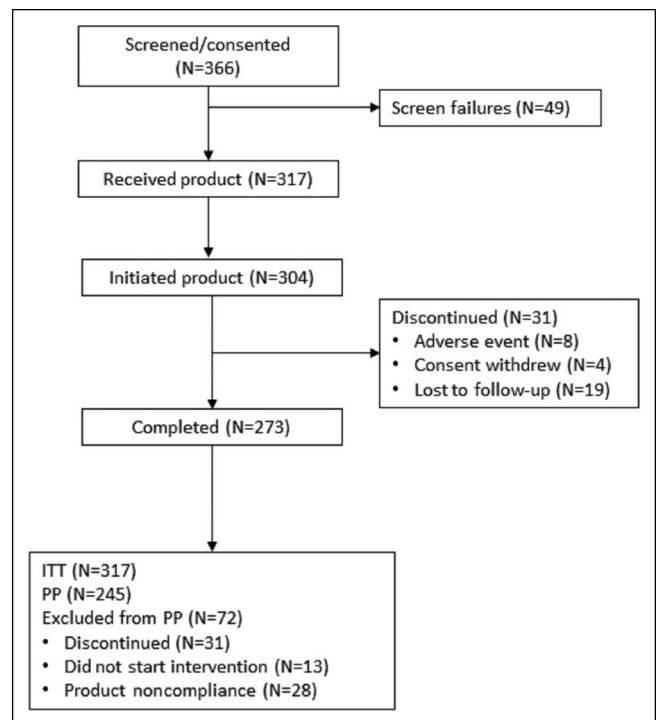 Screened/consented
(N=366)
Screen failures (N=49)
Received product (N=317)
Initiated product (N=304)
Discontinued (N=31)
• Adverse event (N=8)
• Consent withdrew (N=4)
• Lost to follow-up (N=19)
Completed (N=273)
ITT (N=317)
PP (N=245)
Excluded from PP (N=72)
• Discontinued (N=31)
• Did not start intervention (N=13)
• Product noncompliance (N=28)